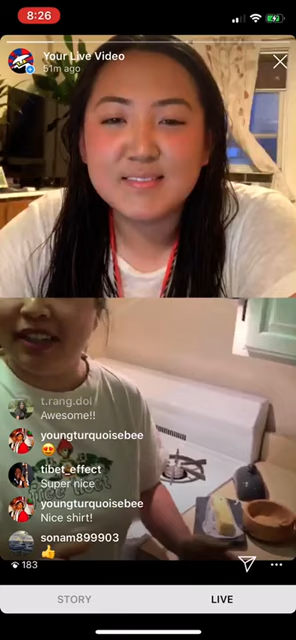 8:26
Your Live Video
51m ago
t.rang.dol
Awesome!!
youngturquoisebee
tibet_effect
Super nice
youngturquoisebee
Nice shirt!
sonam899903
183
STORY
LIVE